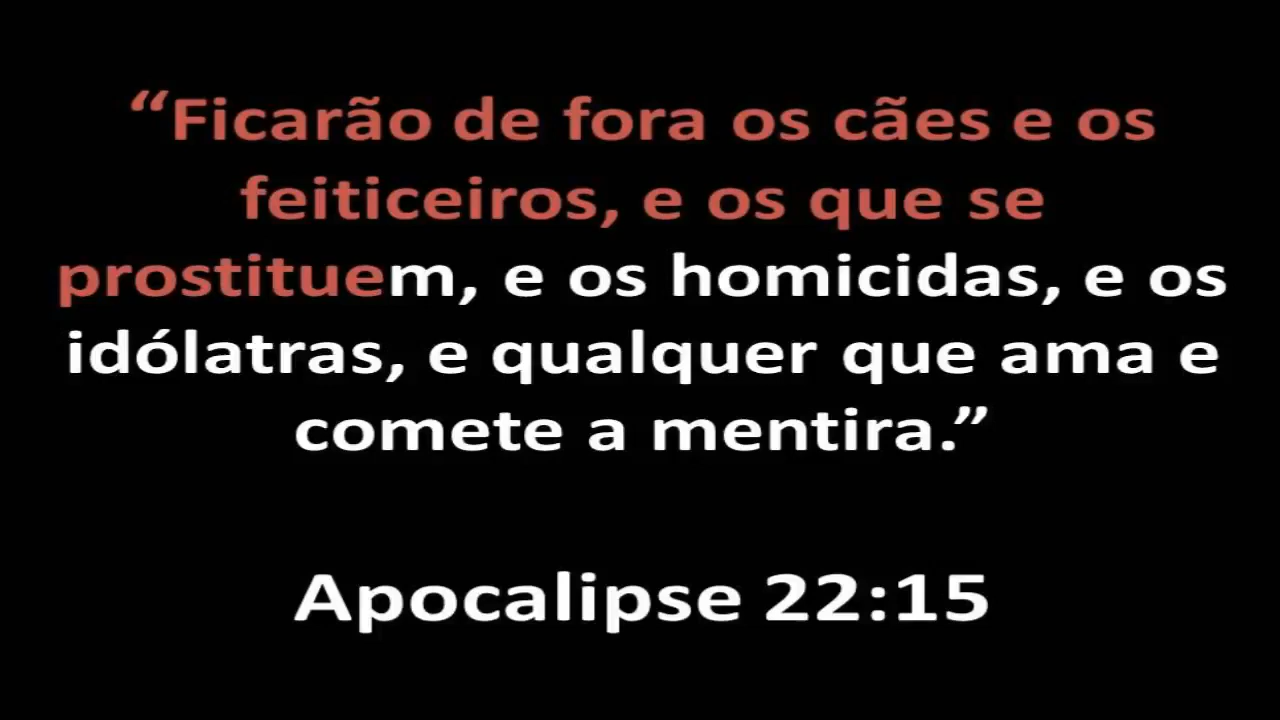 “Ficarão de fora os cães e os
feiticeiros, e os que se
prostituem, e os homicidas, e os
idólatras, e qualquer que ama e
comete a mentira.”
Apocalipse 22:15